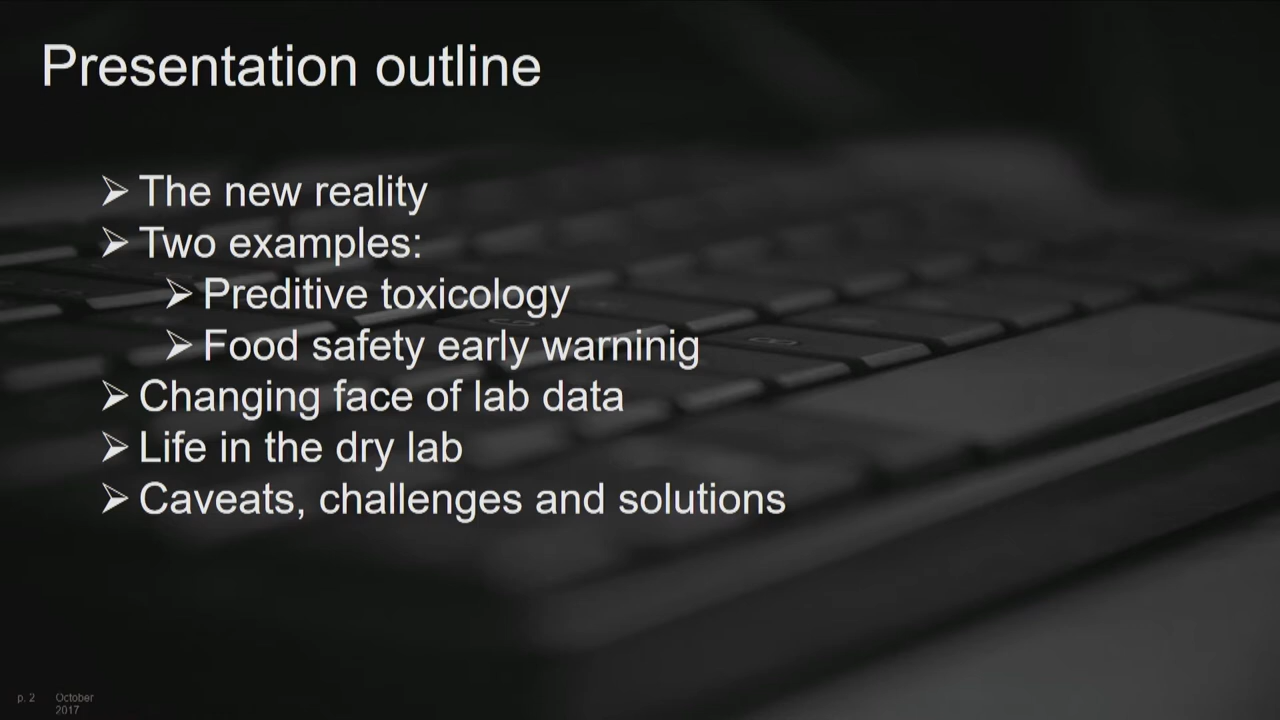 Presentation outline
➢ The new reality
➢ Two examples:
➢ Preditive toxicology
➢ Food safety early warninig
➢ Changing face of lab data
➢ Life in the dry lab
➢ Caveats, challenges and solutions
p. 2 October
2017